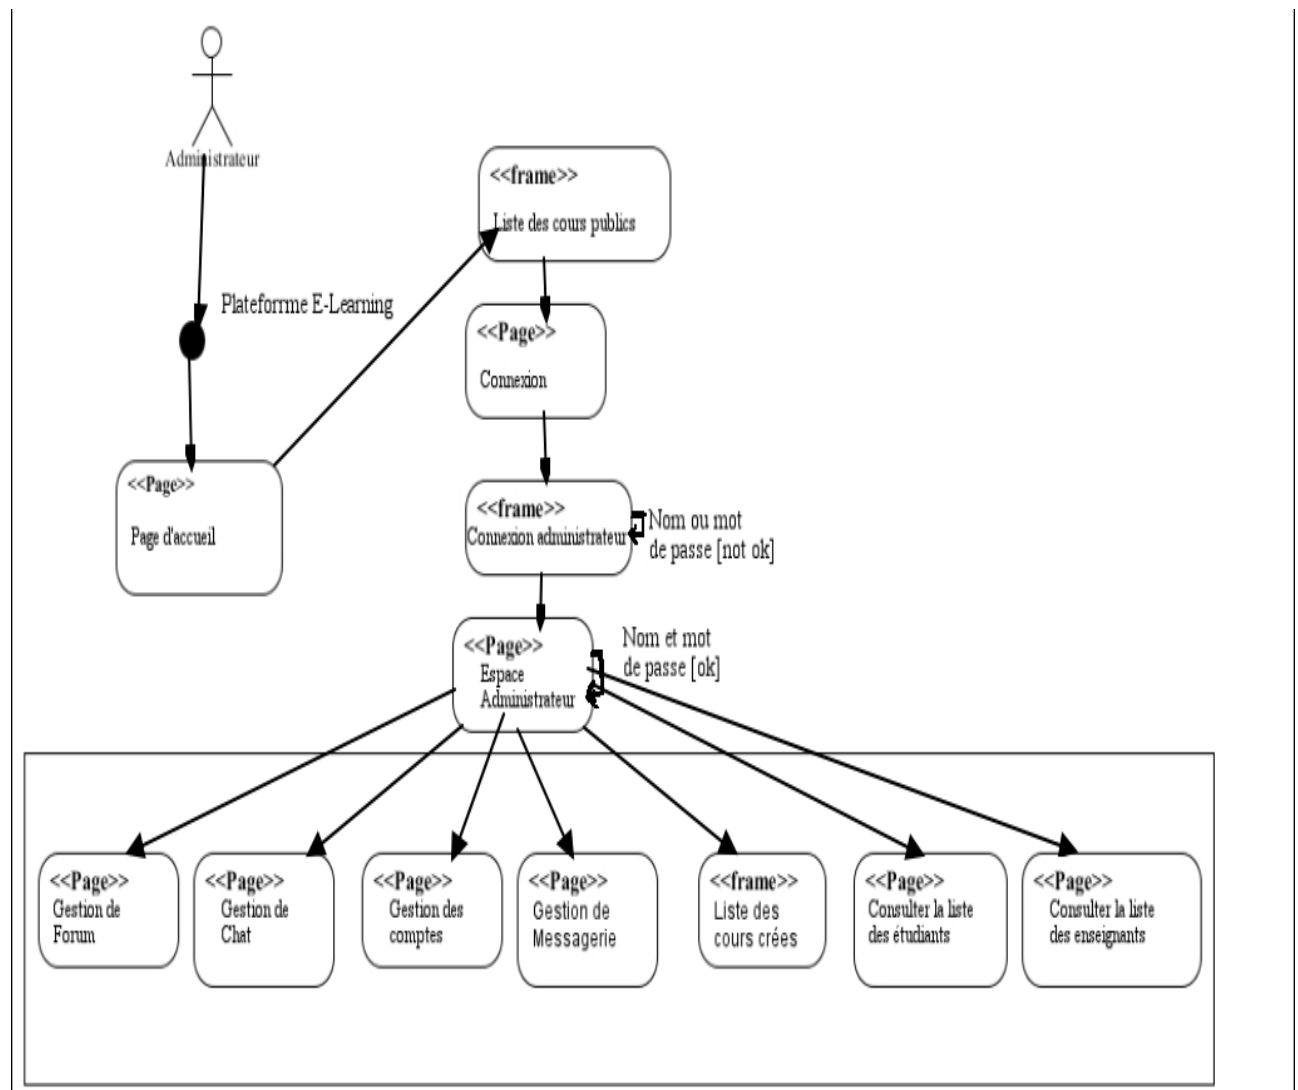 Administrateur
<<frame>>
Liste des cours publics
Plateforme E-Learning
<<Page>>
Connexion
<<Page>>
Page d'accueil
<<frame>>
Connexion administrateur
Nom ou mot
de passe [not ok]
<<Page>>
Espace
Administrateur
Nom et mot
de passe [ok]
<<Page>>
Gestion de
Forum
<<Page>>
Gestion de
Chat
<<Page>>
Gestion des
comptes
<<Page>>
Gestion de
Messagerie
<<frame>>
Liste des
cours crées
<<Page>>
Consulter la liste
des étudiants
<<Page>>
Consulter la liste
des enseignants